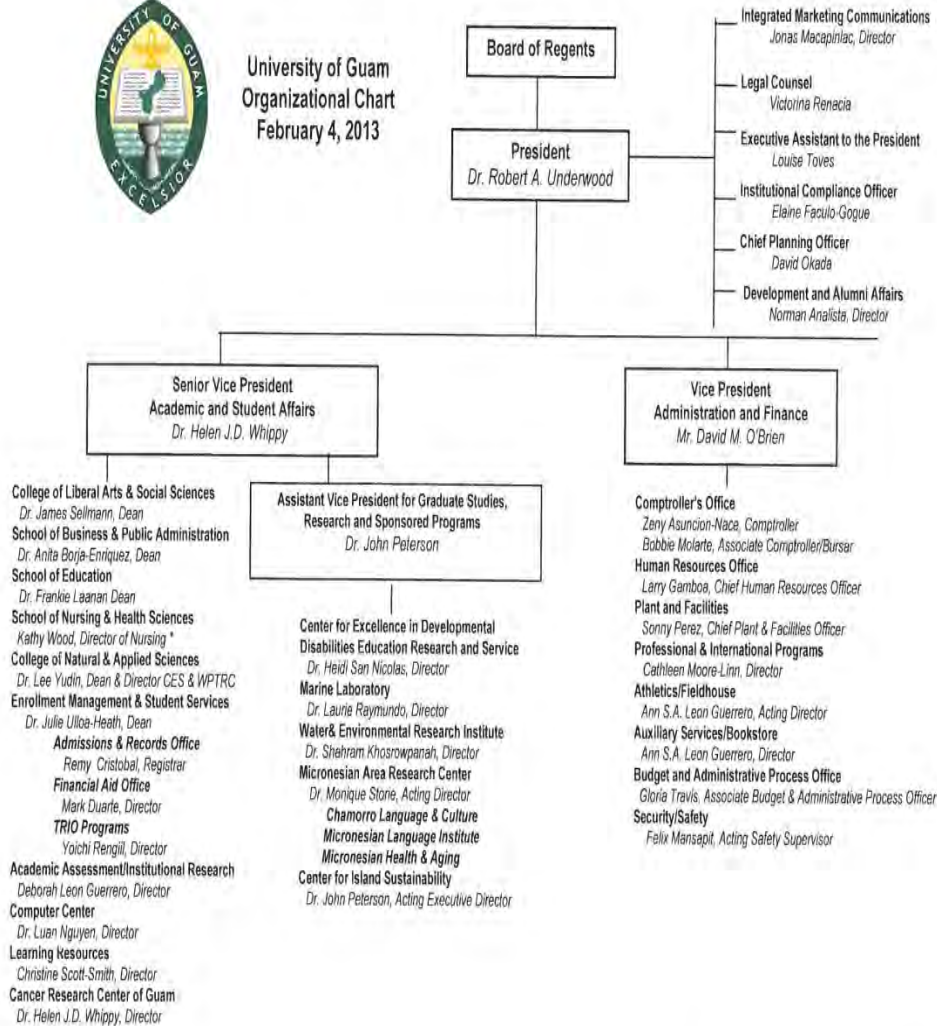 UNIVERSITY OF GUAM
EXCELSIOR
University of Guam
Organizational Chart
February 4, 2013
Board of Regents
President
Dr. Robert A. Underwood
Integrated Marketing Communications
Jonas Macapinlac, Director
Legal Counsel
Victorina Renacia
Executive Assistant to the President
Louise Toves
Institutional Compliance Officer
Elaine Faculo-Gogue
Chief Planning Officer
David Okada
Development and Alumni Affairs
Norman Analista, Director
Senior Vice President
Academic and Student Affairs
Dr. Helen J.D. Whippy
College of Liberal Arts & Social Sciences
Dr. James Sellmann, Dean
School of Business & Public Administration
Dr. Anita Borja-Enriquez, Dean
School of Education
Dr. Frankie Laanan Dean
School of Nursing & Health Sciences
Kathy Wood, Director of Nursing *
College of Natural & Applied Sciences
Dr. Lee Yudin, Dean & Director CES & WPTRC
Enrollment Management & Student Services
Dr. Julie Ulloa-Heath, Dean
Admissions & Records Office
Remy Cristobal, Registrar
Financial Aid Office
Mark Duarte, Director
TRIO Programs
Yoichi Rengiil, Director
Academic Assessment/Institutional Research
Deborah Leon Guerrero, Director
Computer Center
Dr. Luan Nguyen, Director
Learning Resources
Christine Scott-Smith, Director
Cancer Research Center of Guam
Dr. Helen J.D. Whippy, Director
Assistant Vice President for Graduate Studies,
Research and Sponsored Programs
Dr. John Peterson
Center for Excellence in Developmental
Disabilities Education Research and Service
Dr. Heidi San Nicolas, Director
Marine Laboratory
Dr. Laurie Raymundo, Director
Water& Environmental Research Institute
Dr. Shahram Khosrowpanah, Director
Micronesian Area Research Center
Dr. Monique Storie, Acting Director
Chamorro Language & Culture
Micronesian Language Institute
Micronesian Health & Aging
Center for Island Sustainability
Dr. John Peterson, Acting Executive Director
Vice President
Administration and Finance
Mr. David M. O'Brien
Comptroller's Office
Zeny Asuncion-Nace, Comptroller
Bobbie Molarte, Associate Comptroller/Bursar
Human Resources Office
Larry Gamboa, Chief Human Resources Officer
Plant and Facilities
Sonny Perez, Chief Plant & Facilities Officer
Professional & International Programs
Cathleen Moore-Linn, Director
Athletics/Fieldhouse
Ann S.A. Leon Guerrero, Acting Director
Auxiliary Services/Bookstore
Ann S.A. Leon Guerrero, Director
Budget and Administrative Process Office
Gloria Travis, Associate Budget & Administrative Process Officer
Security/Safety
Felix Mansapit, Acting Safety Supervisor